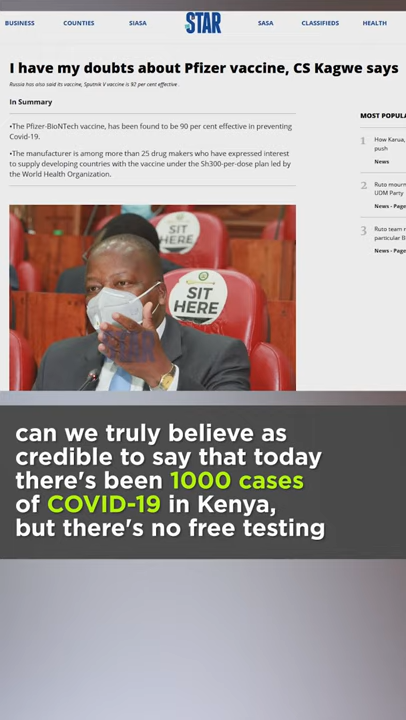 BUSINESS COUNTIES SIASA THE STAR SASA CLASSIFIEDS HEALTH
I have my doubts about Pfizer vaccine, CS Kagwe says
Russia has also said its vaccine, Sputnik V vaccine is 92 per cent effective
In Summary
•The Pfizer-BioNTech vaccine, has been found to be 90 per cent effective in preventing
Covid-19.
•The manufacturer is among more than 25 drug makers who have expressed interest
to supply developing countries with the vaccine under the Sh300-per-dose plan led by
the World Health Organization.
MOST POPULA
1 How Karua,
push
News
2 Ruto mourn
UDM Party
News - Page
3 Ruto team r
particular B
News - Page
SIT
HERE
SIT
HERE
STAR
can we truly believe as
credible to say that today
there's been 1000 cases
of COVID-19 in Kenya,
but there's no free testing